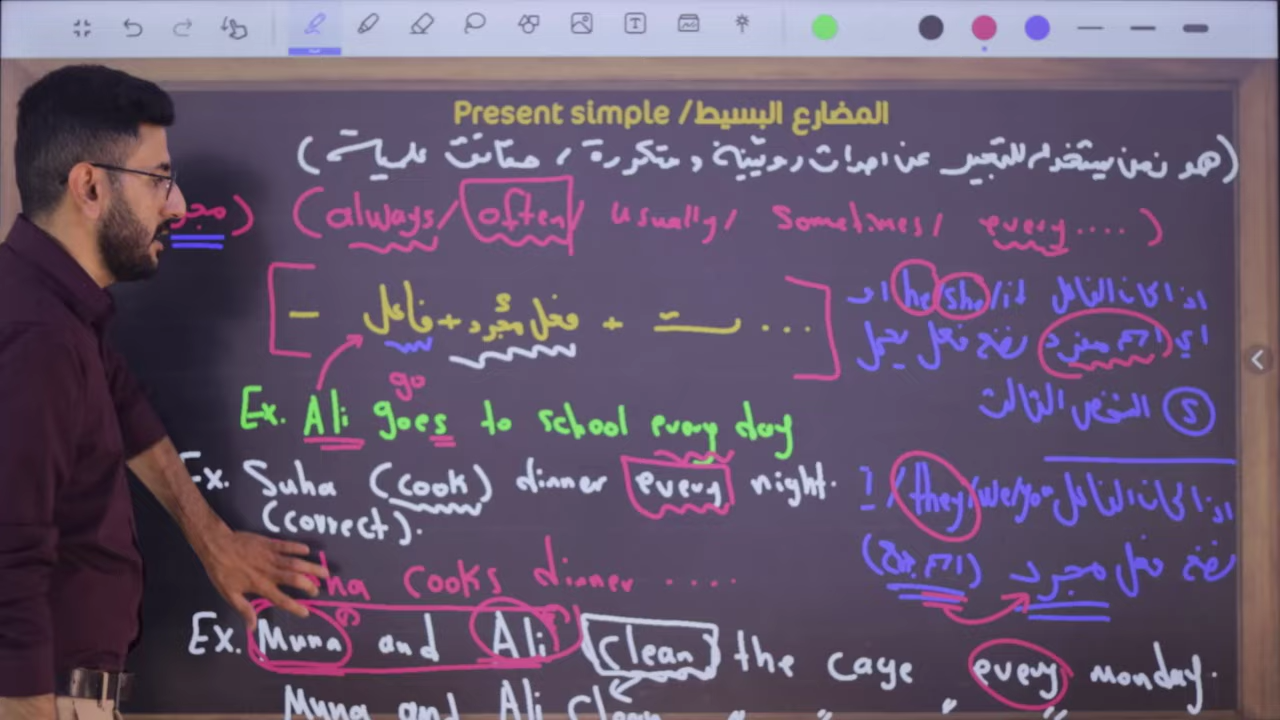 Present simple /المضارع البسيط
(هو زمن يستخدم للتعبير عن احداث روتينية و متكررة / حقائق علمية)
(always/ often/ usually/ sometimes/ every....)
[ — فاعل + فعل مجرد + تتمة ... ]
s
اذا كان الفاعل he/she/it او
اي اسم مفرد نضع فعل يحمل
(s) الشخص الثالث
go
Ex. Ali goes to school every day
Ex. Suha (cook) dinner every night.
(correct).
اذا كان الفاعل I/they/we/you
نضع فعل مجرد (اسم جمع)
cooks dinner ....
Ex. Muna and Ali clean the cage every monday.
Muna and Ali clean " " "